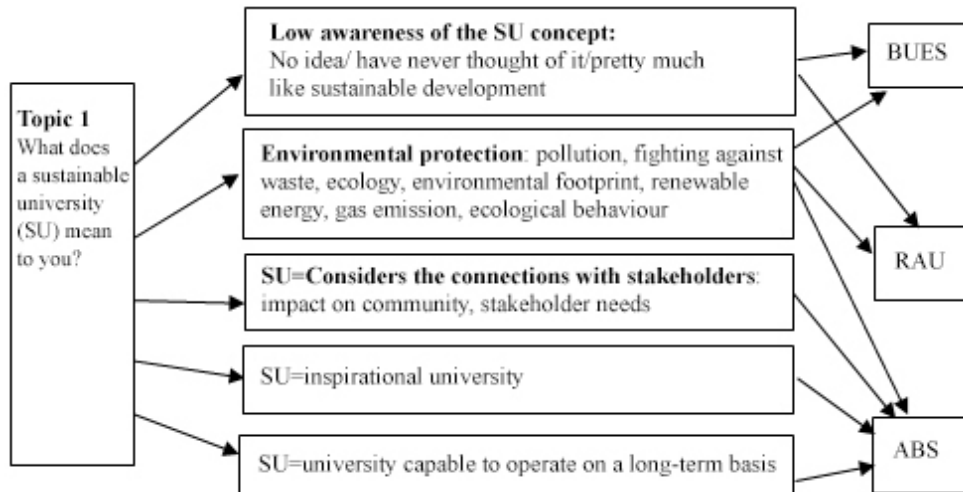 Topic 1
What does
a sustainable
university
(SU) mean
to you?
Low awareness of the SU concept:
No idea/ have never thought of it/pretty much
like sustainable development
Environmental protection: pollution, fighting against
waste, ecology, environmental footprint, renewable
energy, gas emission, ecological behaviour
SU=Considers the connections with stakeholders:
impact on community, stakeholder needs
SU=inspirational university
SU=university capable to operate on a long-term basis
BUES
RAU
ABS